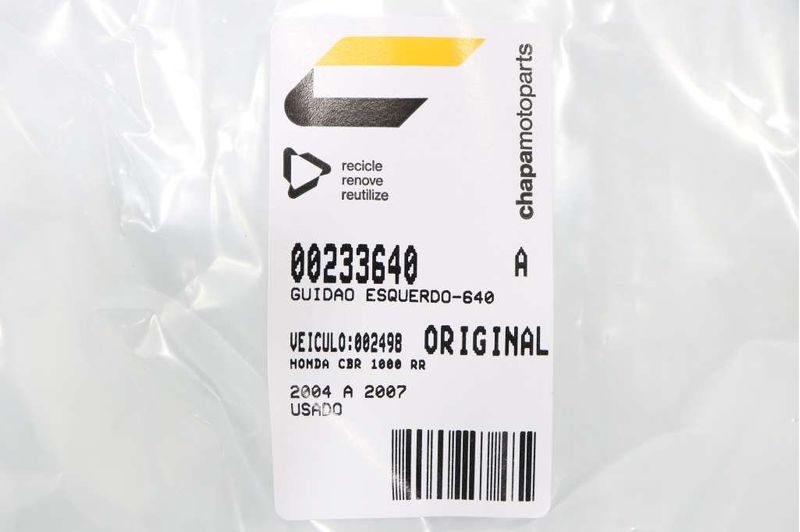 chapamotoparts
recicle
renove
reutilize
00233640 A
GUIDAO ESQUERDO-640
VEICULO:002498 ORIGINAL
HONDA CBR 1000 RR
2004 A 2007
USADO